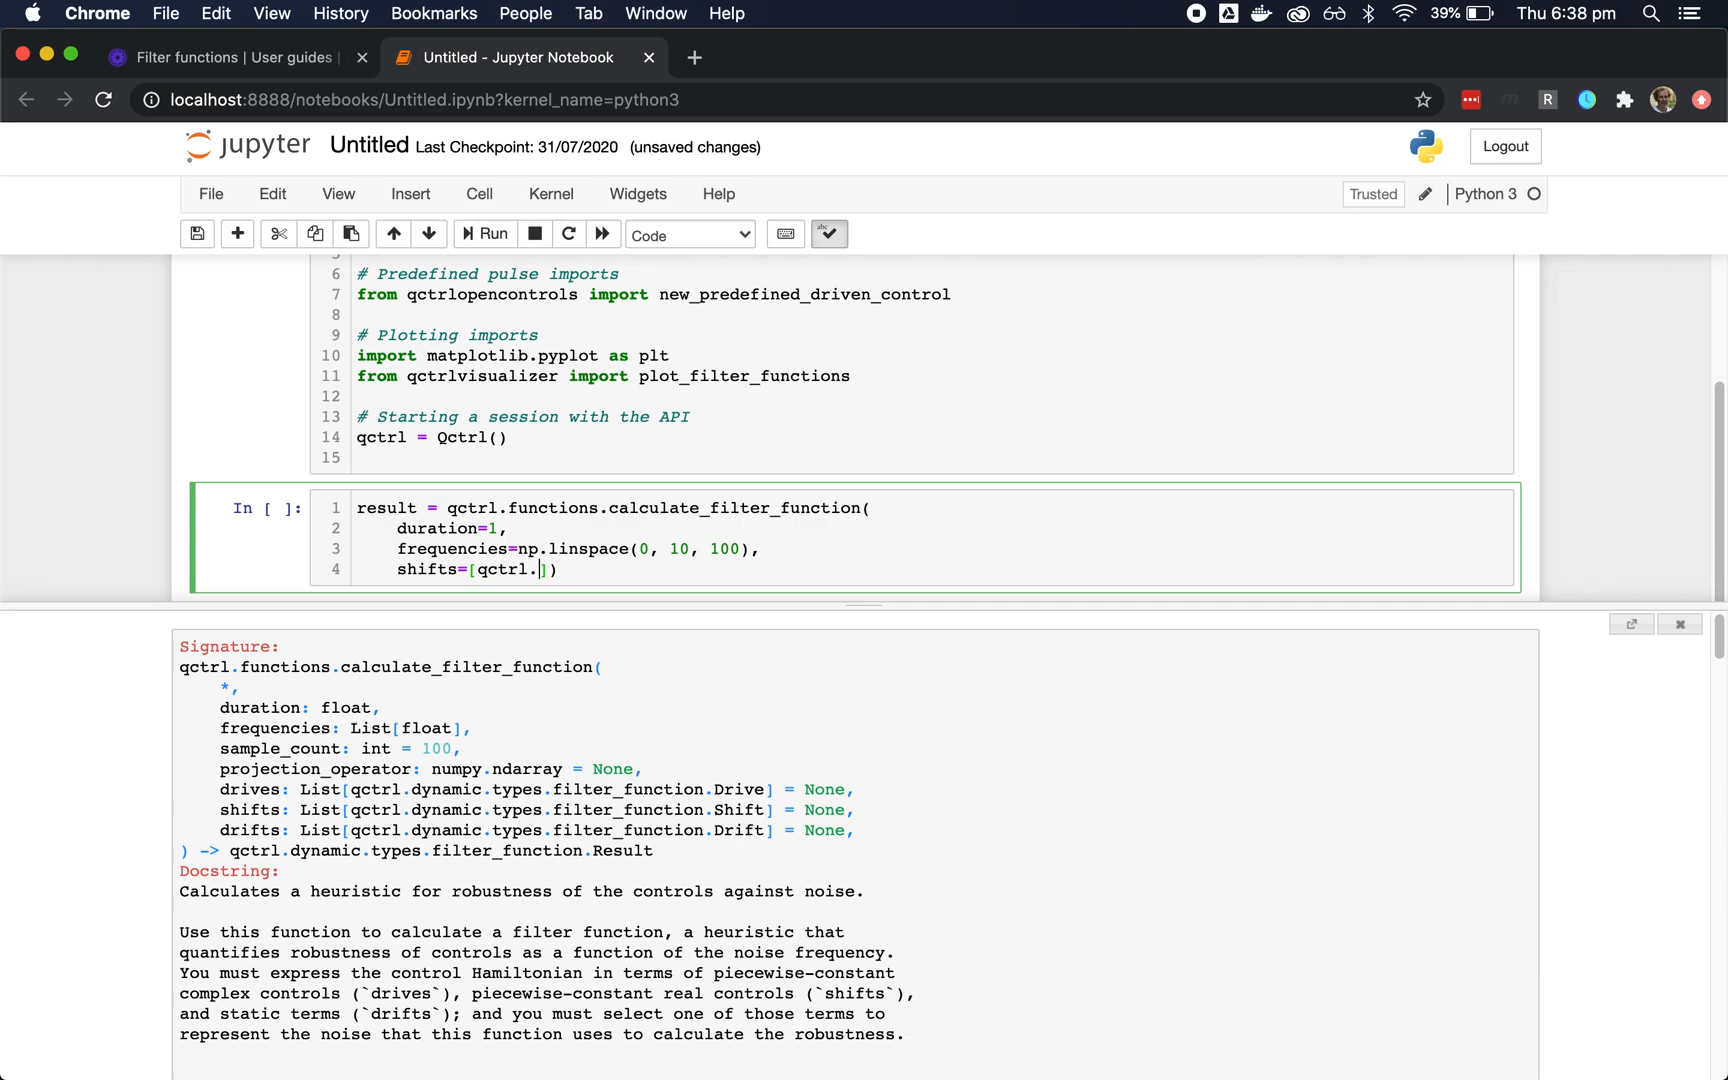 Chrome File Edit View History Bookmarks People Tab Window Help 39% Thu 6:38 pm
Filter functions | User guides | Untitled - Jupyter Notebook
localhost:8888/notebooks/Untitled.ipynb?kernel_name=python3
jupyter Untitled Last Checkpoint: 31/07/2020 (unsaved changes) Logout
File Edit View Insert Cell Kernel Widgets Help Trusted Python 3
Run Code abc
5
6 # Predefined pulse imports
7 from qctrlopencontrols import new_predefined_driven_control
8
9 # Plotting imports
10 import matplotlib.pyplot as plt
11 from qctrlvisualizer import plot_filter_functions
12
13 # Starting a session with the API
14 qctrl = Qctrl()
15
In [ ]: 1 result = qctrl.functions.calculate_filter_function(
2 duration=1,
3 frequencies=np.linspace(0, 10, 100),
4 shifts=[qctrl.])
Signature:
qctrl.functions.calculate_filter_function(
*,
duration: float,
frequencies: List[float],
sample_count: int = 100,
projection_operator: numpy.ndarray = None,
drives: List[qctrl.dynamic.types.filter_function.Drive] = None,
shifts: List[qctrl.dynamic.types.filter_function.Shift] = None,
drifts: List[qctrl.dynamic.types.filter_function.Drift] = None,
) -> qctrl.dynamic.types.filter_function.Result
Docstring:
Calculates a heuristic for robustness of the controls against noise.
Use this function to calculate a filter function, a heuristic that
quantifies robustness of controls as a function of the noise frequency.
You must express the control Hamiltonian in terms of piecewise-constant
complex controls (`drives`), piecewise-constant real controls (`shifts`),
and static terms (`drifts`); and you must select one of those terms to
represent the noise that this function uses to calculate the robustness.